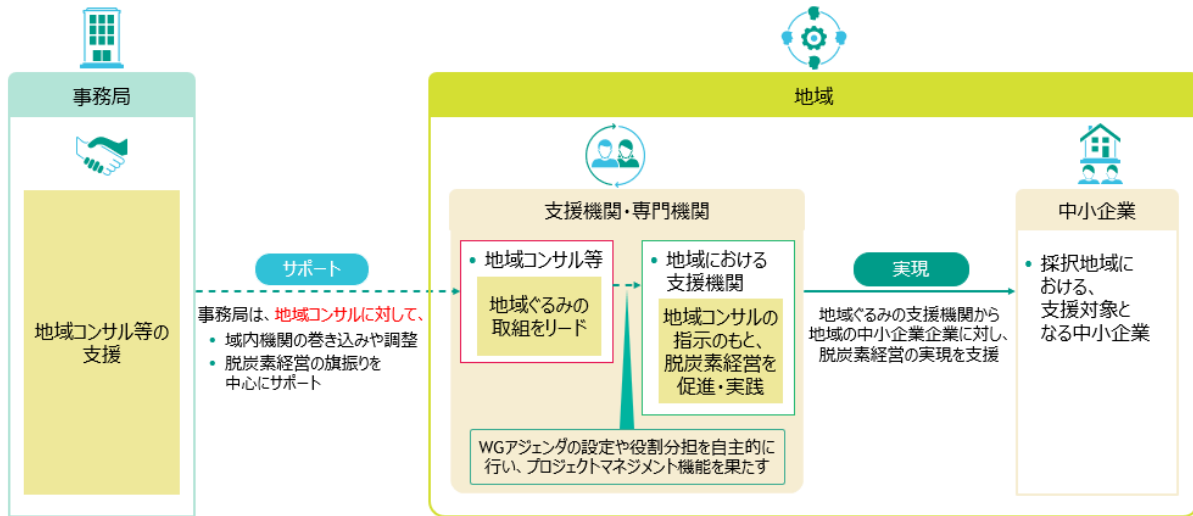 事務局
地域コンサル等の
支援
サポート
事務局は、地域コンサルに対して、
• 域内機関の巻き込みや調整
• 脱炭素経営の旗振りを
中心にサポート
地域
支援機関・専門機関
• 地域コンサル等
地域ぐるみの
取組をリード
• 地域における
支援機関
地域コンサルの
指示のもと、
脱炭素経営を
促進・実践
WGアジェンダの設定や役割分担を自主的に
行い、プロジェクトマネジメント機能を果たす
実現
地域ぐるみの支援機関から
地域の中小企業企業に対し、
脱炭素経営の実現を支援
中小企業
• 採択地域に
おける、
支援対象と
なる中小企業